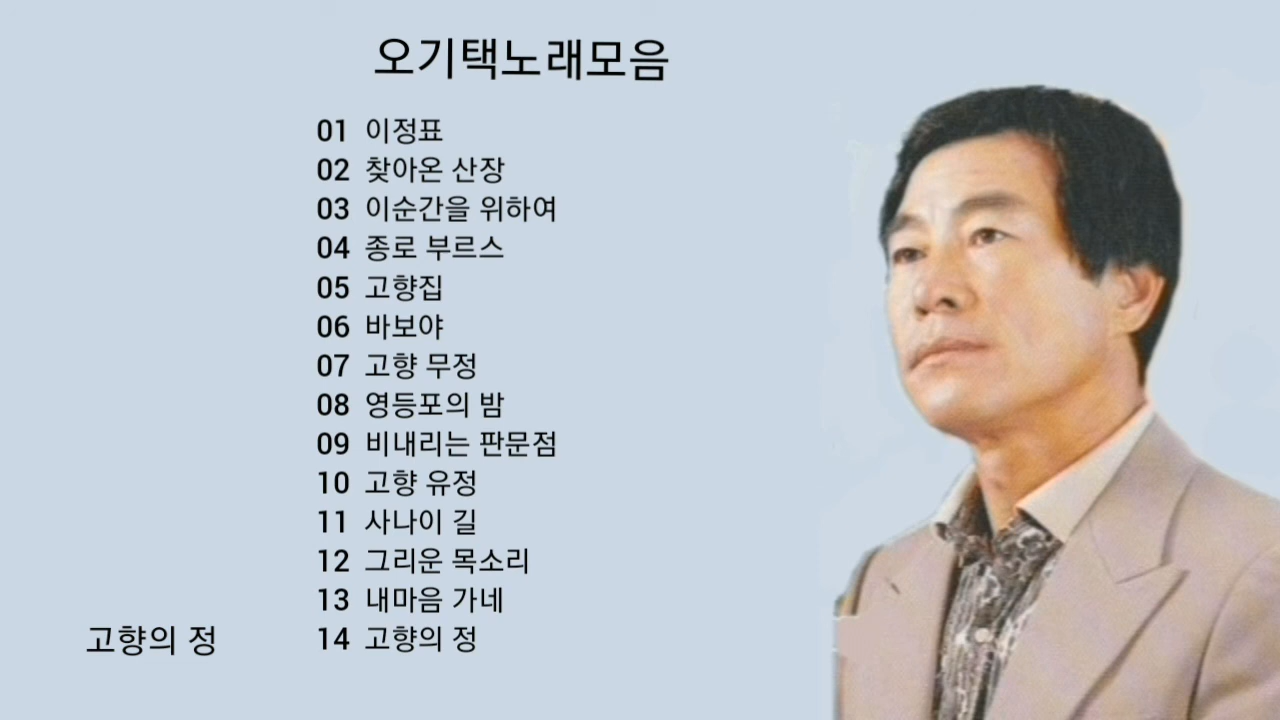 오기택노래모음
01 이정표
02 찾아온 산장
03 이순간을 위하여
04 종로 부르스
05 고향집
06 바보야
07 고향 무정
08 영등포의 밤
09 비내리는 판문점
10 고향 유정
11 사나이 길
12 그리운 목소리
13 내마음 가네
14 고향의 정
고향의 정